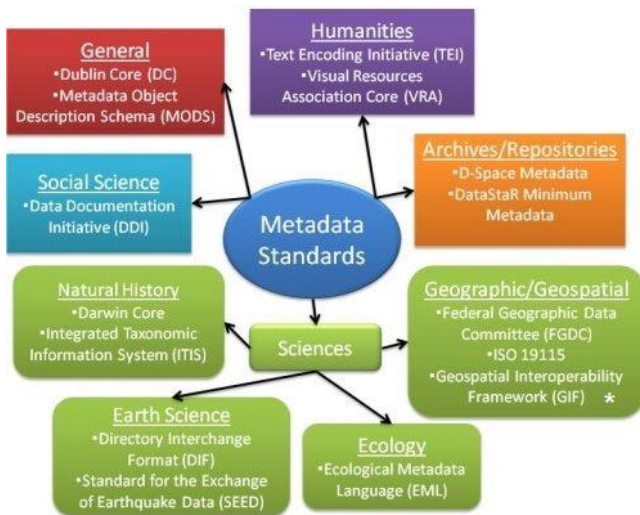 General
•Dublin Core (DC)
•Metadata Object
Description Schema (MODS)
Humanities
•Text Encoding Initiative (TEI)
•Visual Resources
Association Core (VRA)
Social Science
•Data Documentation
Initiative (DDI)
Metadata
Standards
Archives/Repositories
•D-Space Metadata
•DataStaR Minimum
Metadata
Natural History
•Darwin Core
•Integrated Taxonomic
Information System (ITIS)
Sciences
Geographic/Geospatial
•Federal Geographic Data
Committee (FGDC)
•ISO 19115
•Geospatial Interoperability
Framework (GIF) *
Earth Science
•Directory Interchange
Format (DIF)
•Standard for the Exchange
of Earthquake Data (SEED)
Ecology
•Ecological Metadata
Language (EML)